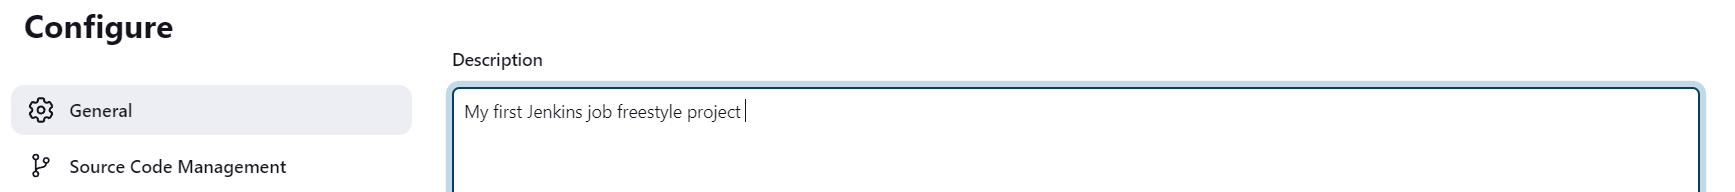 Configure
Description
General
My first Jenkins job freestyle project
Source Code Management